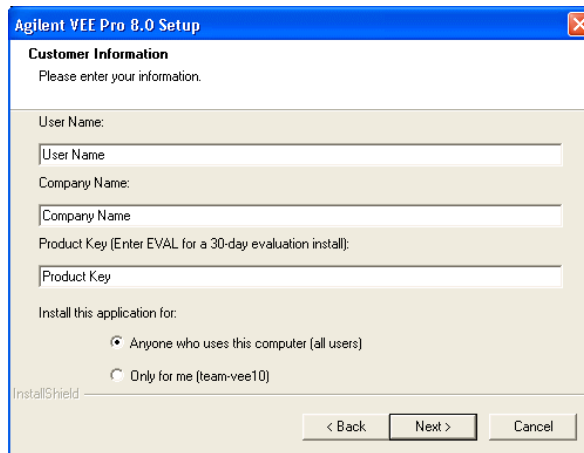 Agilent VEE Pro 8.0 Setup
Customer Information
Please enter your information.
User Name:
User Name
Company Name:
Company Name
Product Key (Enter EVAL for a 30-day evaluation install):
Product Key
Install this application for:
Anyone who uses this computer (all users)
Only for me (team-vee10)
InstallShield
< Back
Next >
Cancel